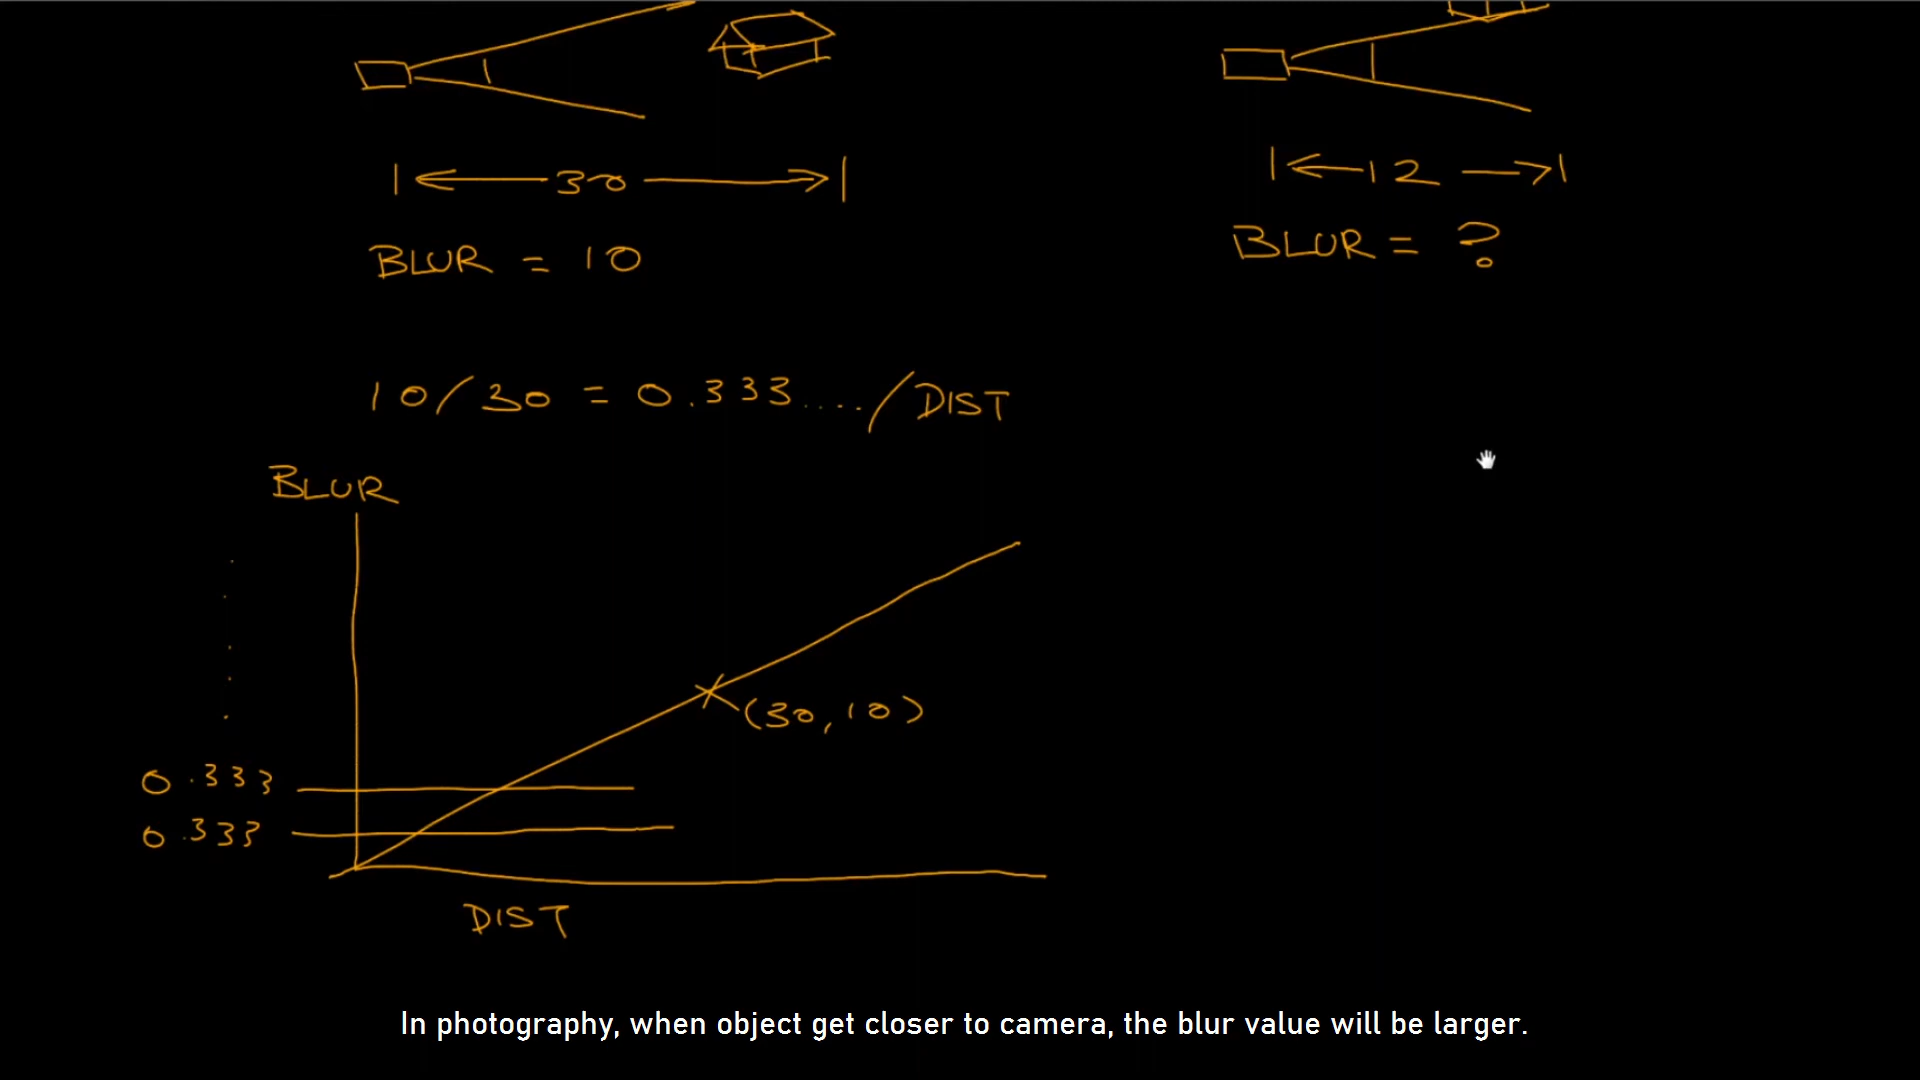 30
12
BLUR = 10
BLUR = ?
10/30 = 0.333...../DIST
BLUR
(30,10)
0.333
0.333
DIST
In photography, when object get closer to camera, the blur value will be larger.